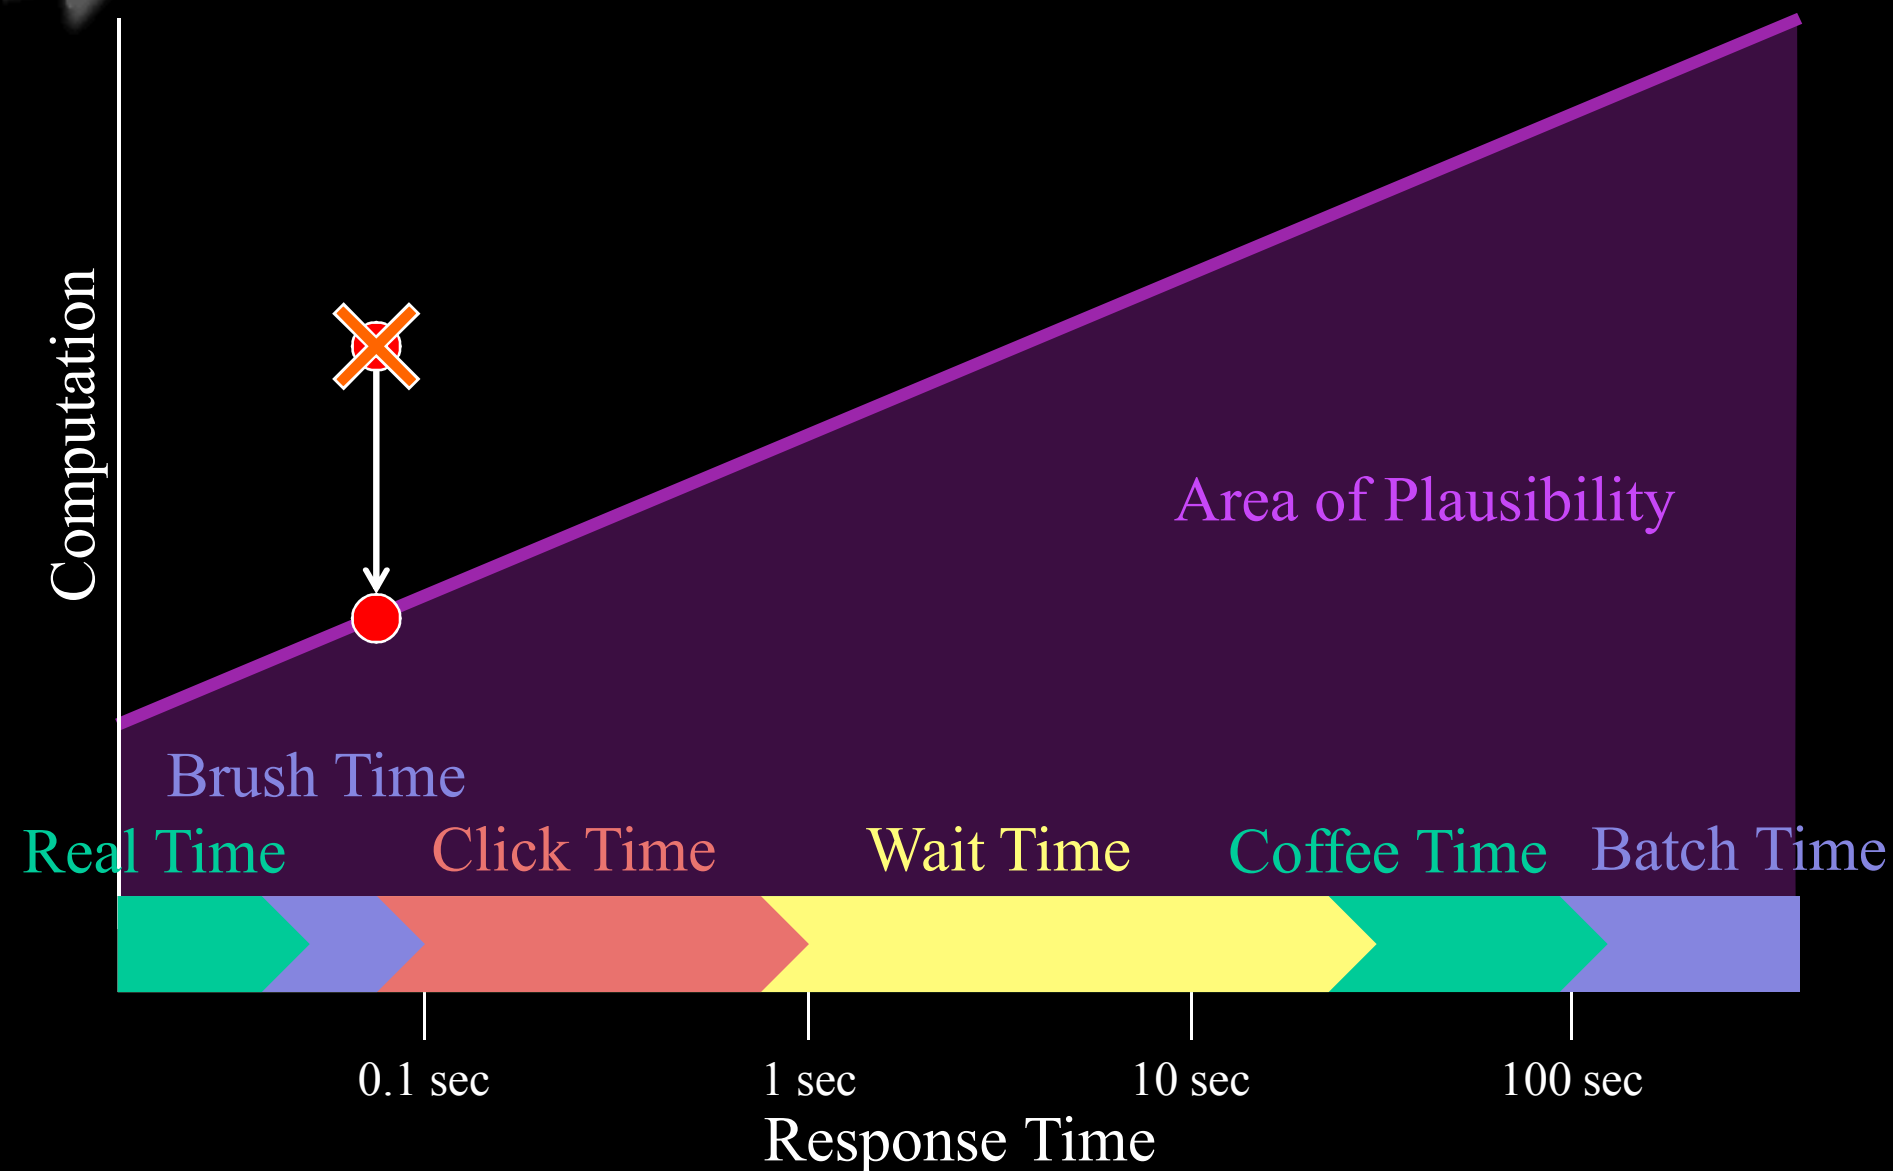 Computation
Area of Plausibility
Brush Time
Real Time
Click Time
Wait Time
Coffee Time
Batch Time
0.1 sec
1 sec
10 sec
100 sec
Response Time